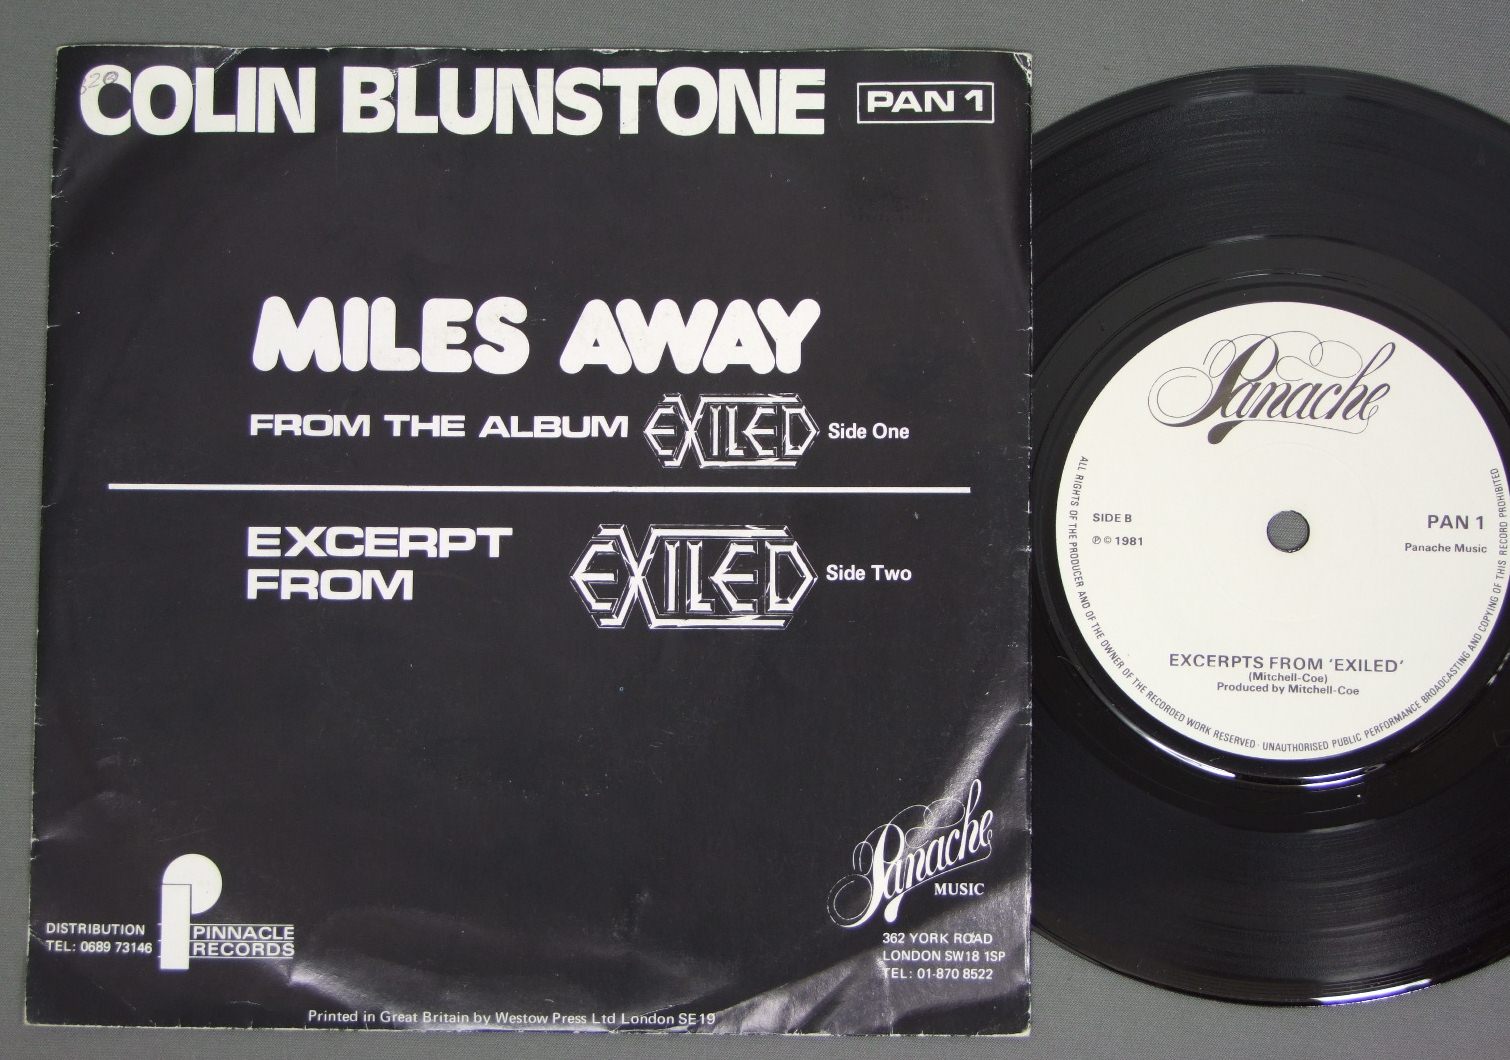 COLIN BLUNSTONE
PAN 1
MILES AWAY
FROM THE ALBUM EXILED Side One
EXCERPT
FROM
EXILED Side Two
DISTRIBUTION
TEL: 0689 73146
PINNACLE
RECORDS
Panache
MUSIC
362 YORK ROAD
LONDON SW18 1SP
TEL: 01-870 8522
Printed in Great Britain by Westow Press Ltd London SE19
Panache
SIDE B
℗ © 1981
PAN 1
Panache Music
EXCERPTS FROM 'EXILED'
(Mitchell-Coe)
Produced by Mitchell-Coe
ALL RIGHTS OF THE PRODUCER AND OF THE OWNER OF THE RECORDED WORK RESERVED · UNAUTHORISED PUBLIC PERFORMANCE BROADCASTING AND COPYING OF THIS RECORD PROHIBITED